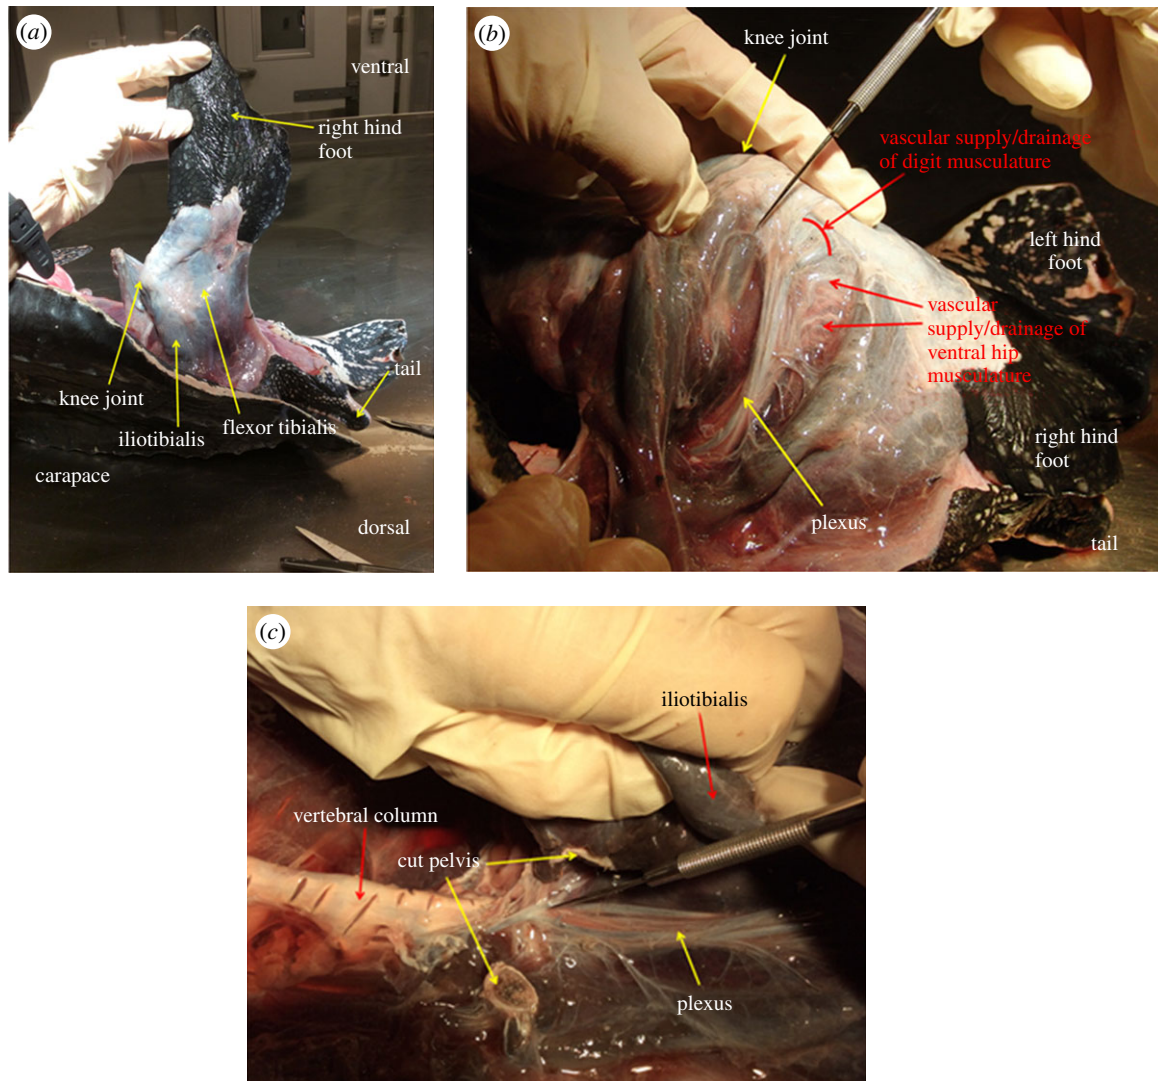 (a)
ventral
right hind
foot
knee joint
iliotibialis
flexor tibialis
tail
carapace
dorsal
(b)
knee joint
vascular supply/drainage
of digit musculature
left hind
foot
vascular
supply/drainage of
ventral hip
musculature
right hind
foot
plexus
tail
(c)
iliotibialis
vertebral column
cut pelvis
plexus